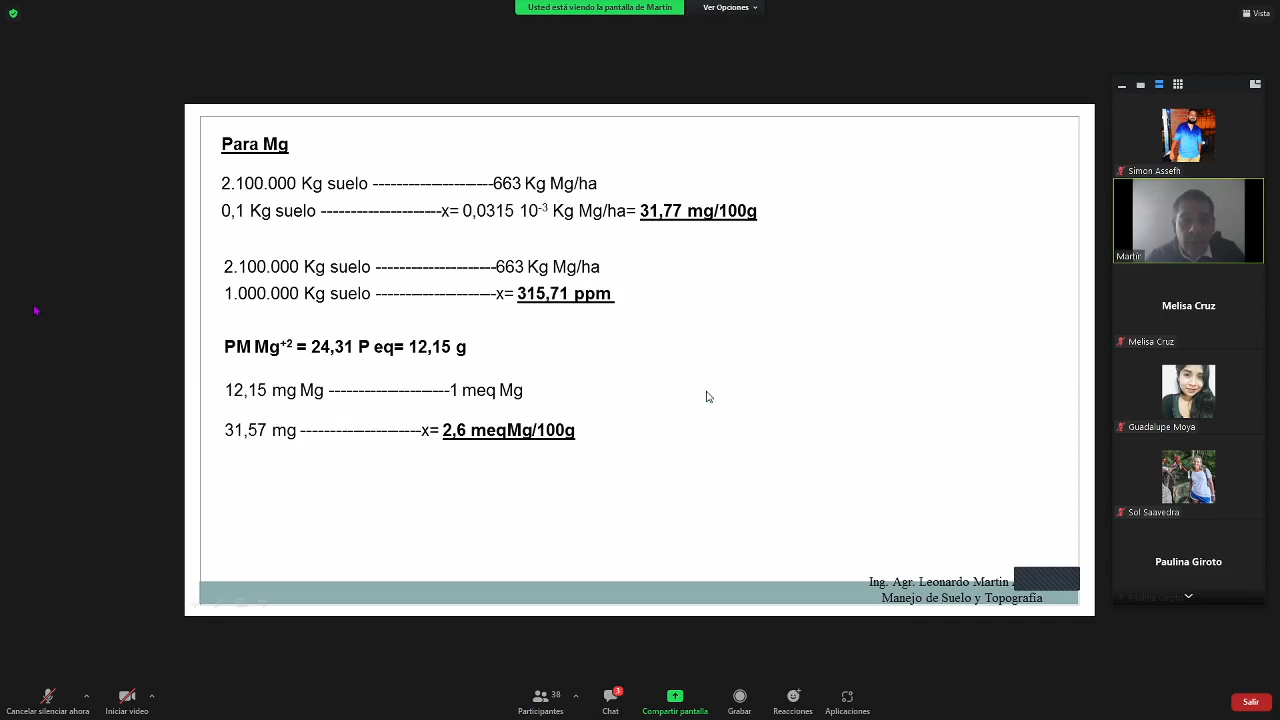 Usted está viendo la pantalla de Martín
Ver Opciones
Vista
Para Mg
2.100.000 Kg suelo ----------------------663 Kg Mg/ha
0,1 Kg suelo ----------------------x= 0,0315 10-3 Kg Mg/ha= 31,77 mg/100g
2.100.000 Kg suelo ----------------------663 Kg Mg/ha
1.000.000 Kg suelo ----------------------x= 315,71 ppm
PM Mg+2 = 24,31 P eq= 12,15 g
12,15 mg Mg ----------------------1 meq Mg
31,57 mg ----------------------x= 2,6 meqMg/100g
Ing. Agr. Leonardo Martin
Manejo de Suelo y Topografía
Simon Assefh
Martín
Melisa Cruz
Melisa Cruz
Guadalupe Moya
Sol Saavedra
Paulina Giroto
Paulina Giroto
Cancelar silenciar ahora
Iniciar video
38
Participantes
3
Chat
Compartir pantalla
Grabar
Reacciones
Aplicaciones
Salir